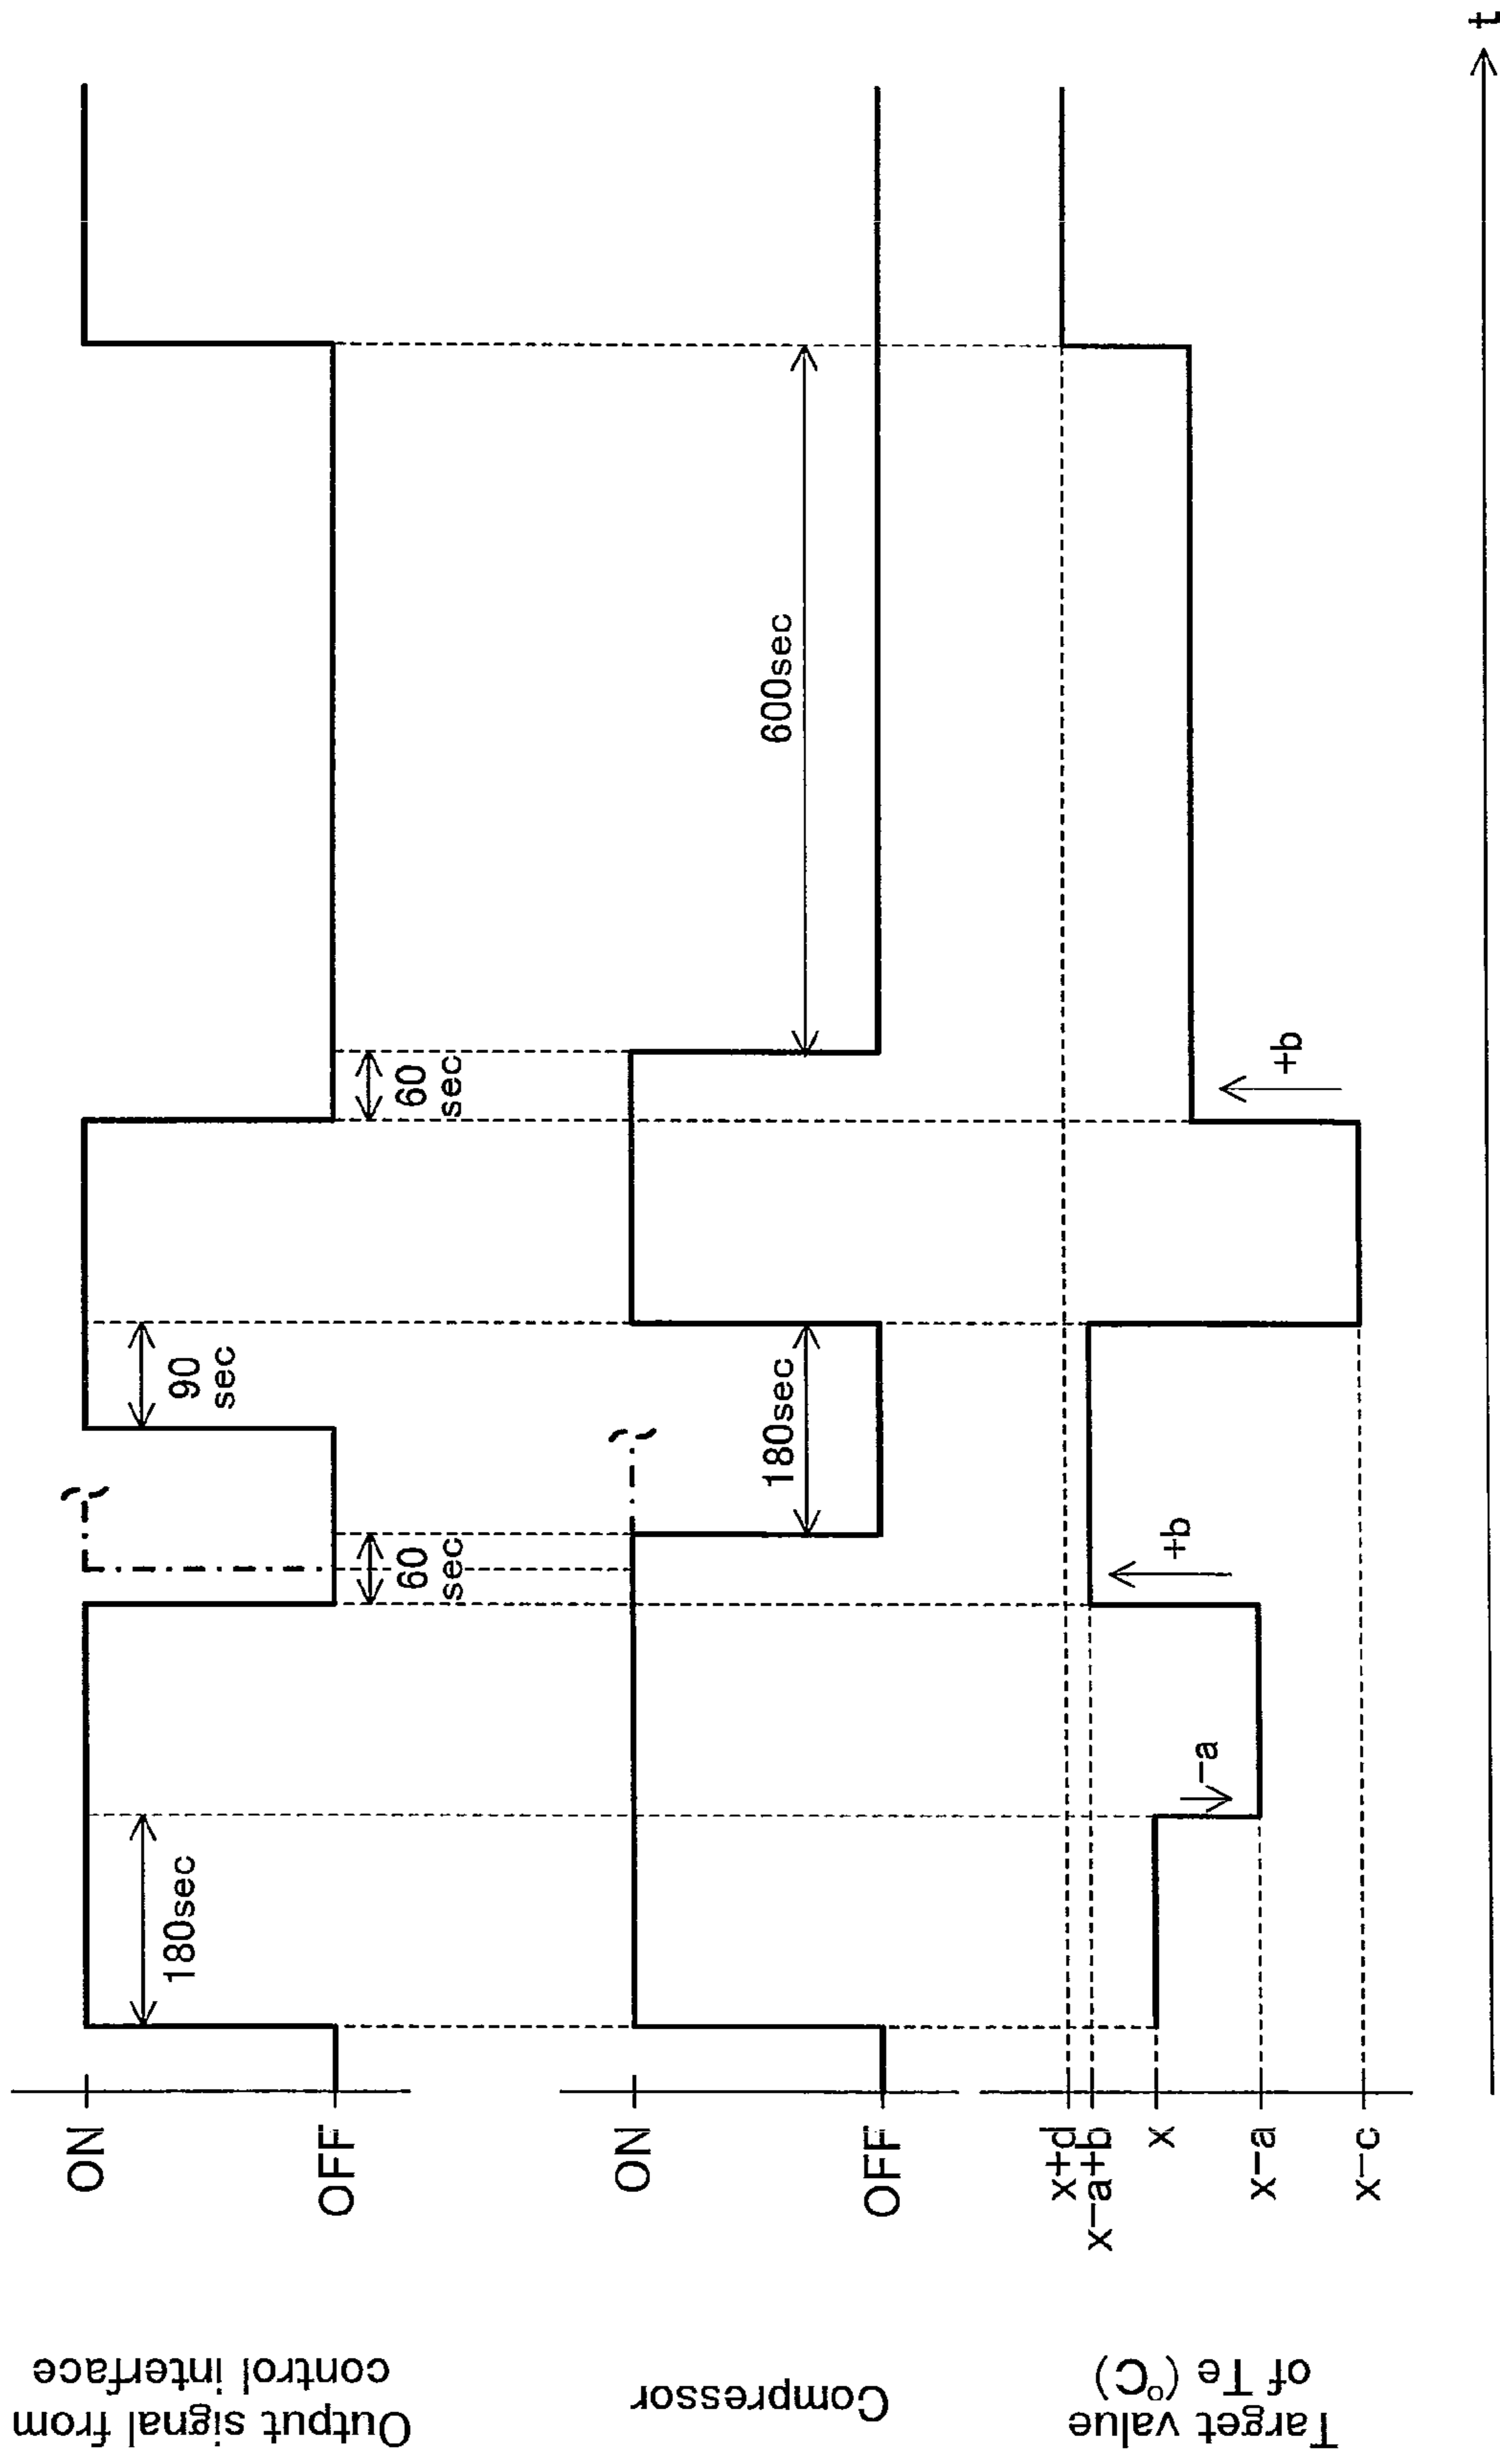 Output signal from
control interface
ON
OFF
180sec
60
sec
90
sec
60
sec
Compressor
ON
OFF
180sec
600sec
Target value
of Te (°C)
x+d
x-a+b
x
x-a
x-c
-a
+b
+b
t